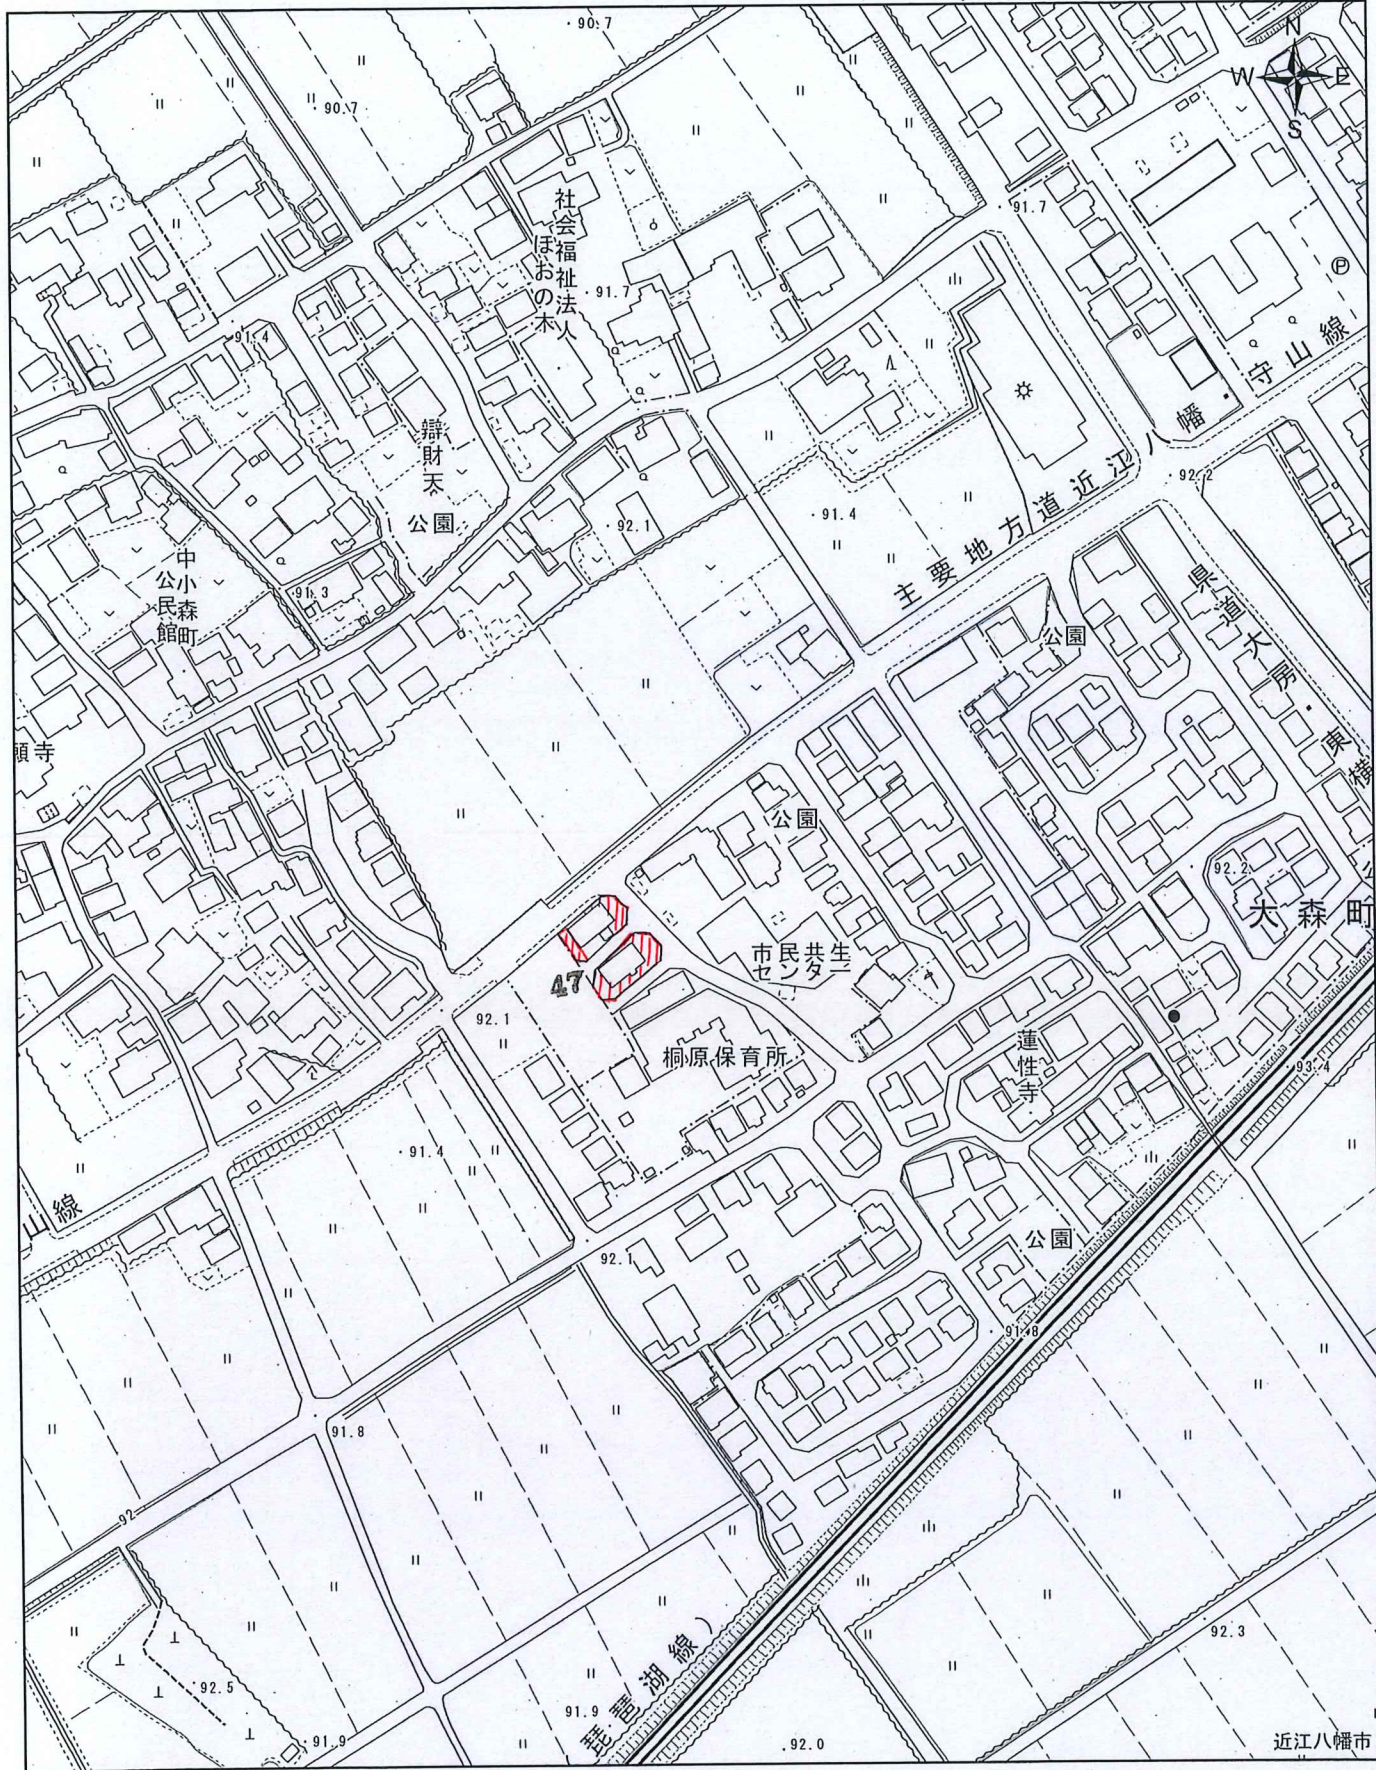 90.7
N
W E
S
90.7
91.7
社会福祉法人
ほおの木
91.7
Ⓟ
91.4
守山線
主要地方道近江八幡
辯財天
公園
92.2
91.4
92.1
中小森町
公民館
91.3
県道大房・東横
公園
願寺
公園
92.2
大森町
市民共生
センター
47
92.1
桐原保育所
蓮性寺
93.4
91.4
山線
公園
92.1
91.8
91.8
92
92.3
92.5
91.9
琵琶湖線)
91.9
92.0
近江八幡市